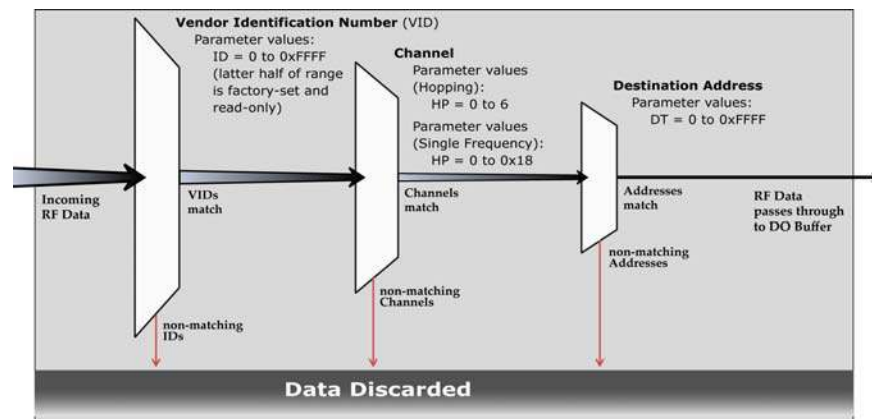 Vendor Identification Number (VID)
Parameter values:
ID = 0 to 0xFFFF
(latter half of range
is factory-set and
read-only)
Channel
Parameter values
(Hopping):
HP = 0 to 6
Parameter values
(Single Frequency):
HP = 0 to 0x18
Destination Address
Parameter values:
DT = 0 to 0xFFFF
Incoming
RF Data
VIDs
match
Channels
match
Addresses
match
RF Data
passes through
to DO Buffer
non-matching
IDs
non-matching
Channels
non-matching
Addresses
Data Discarded